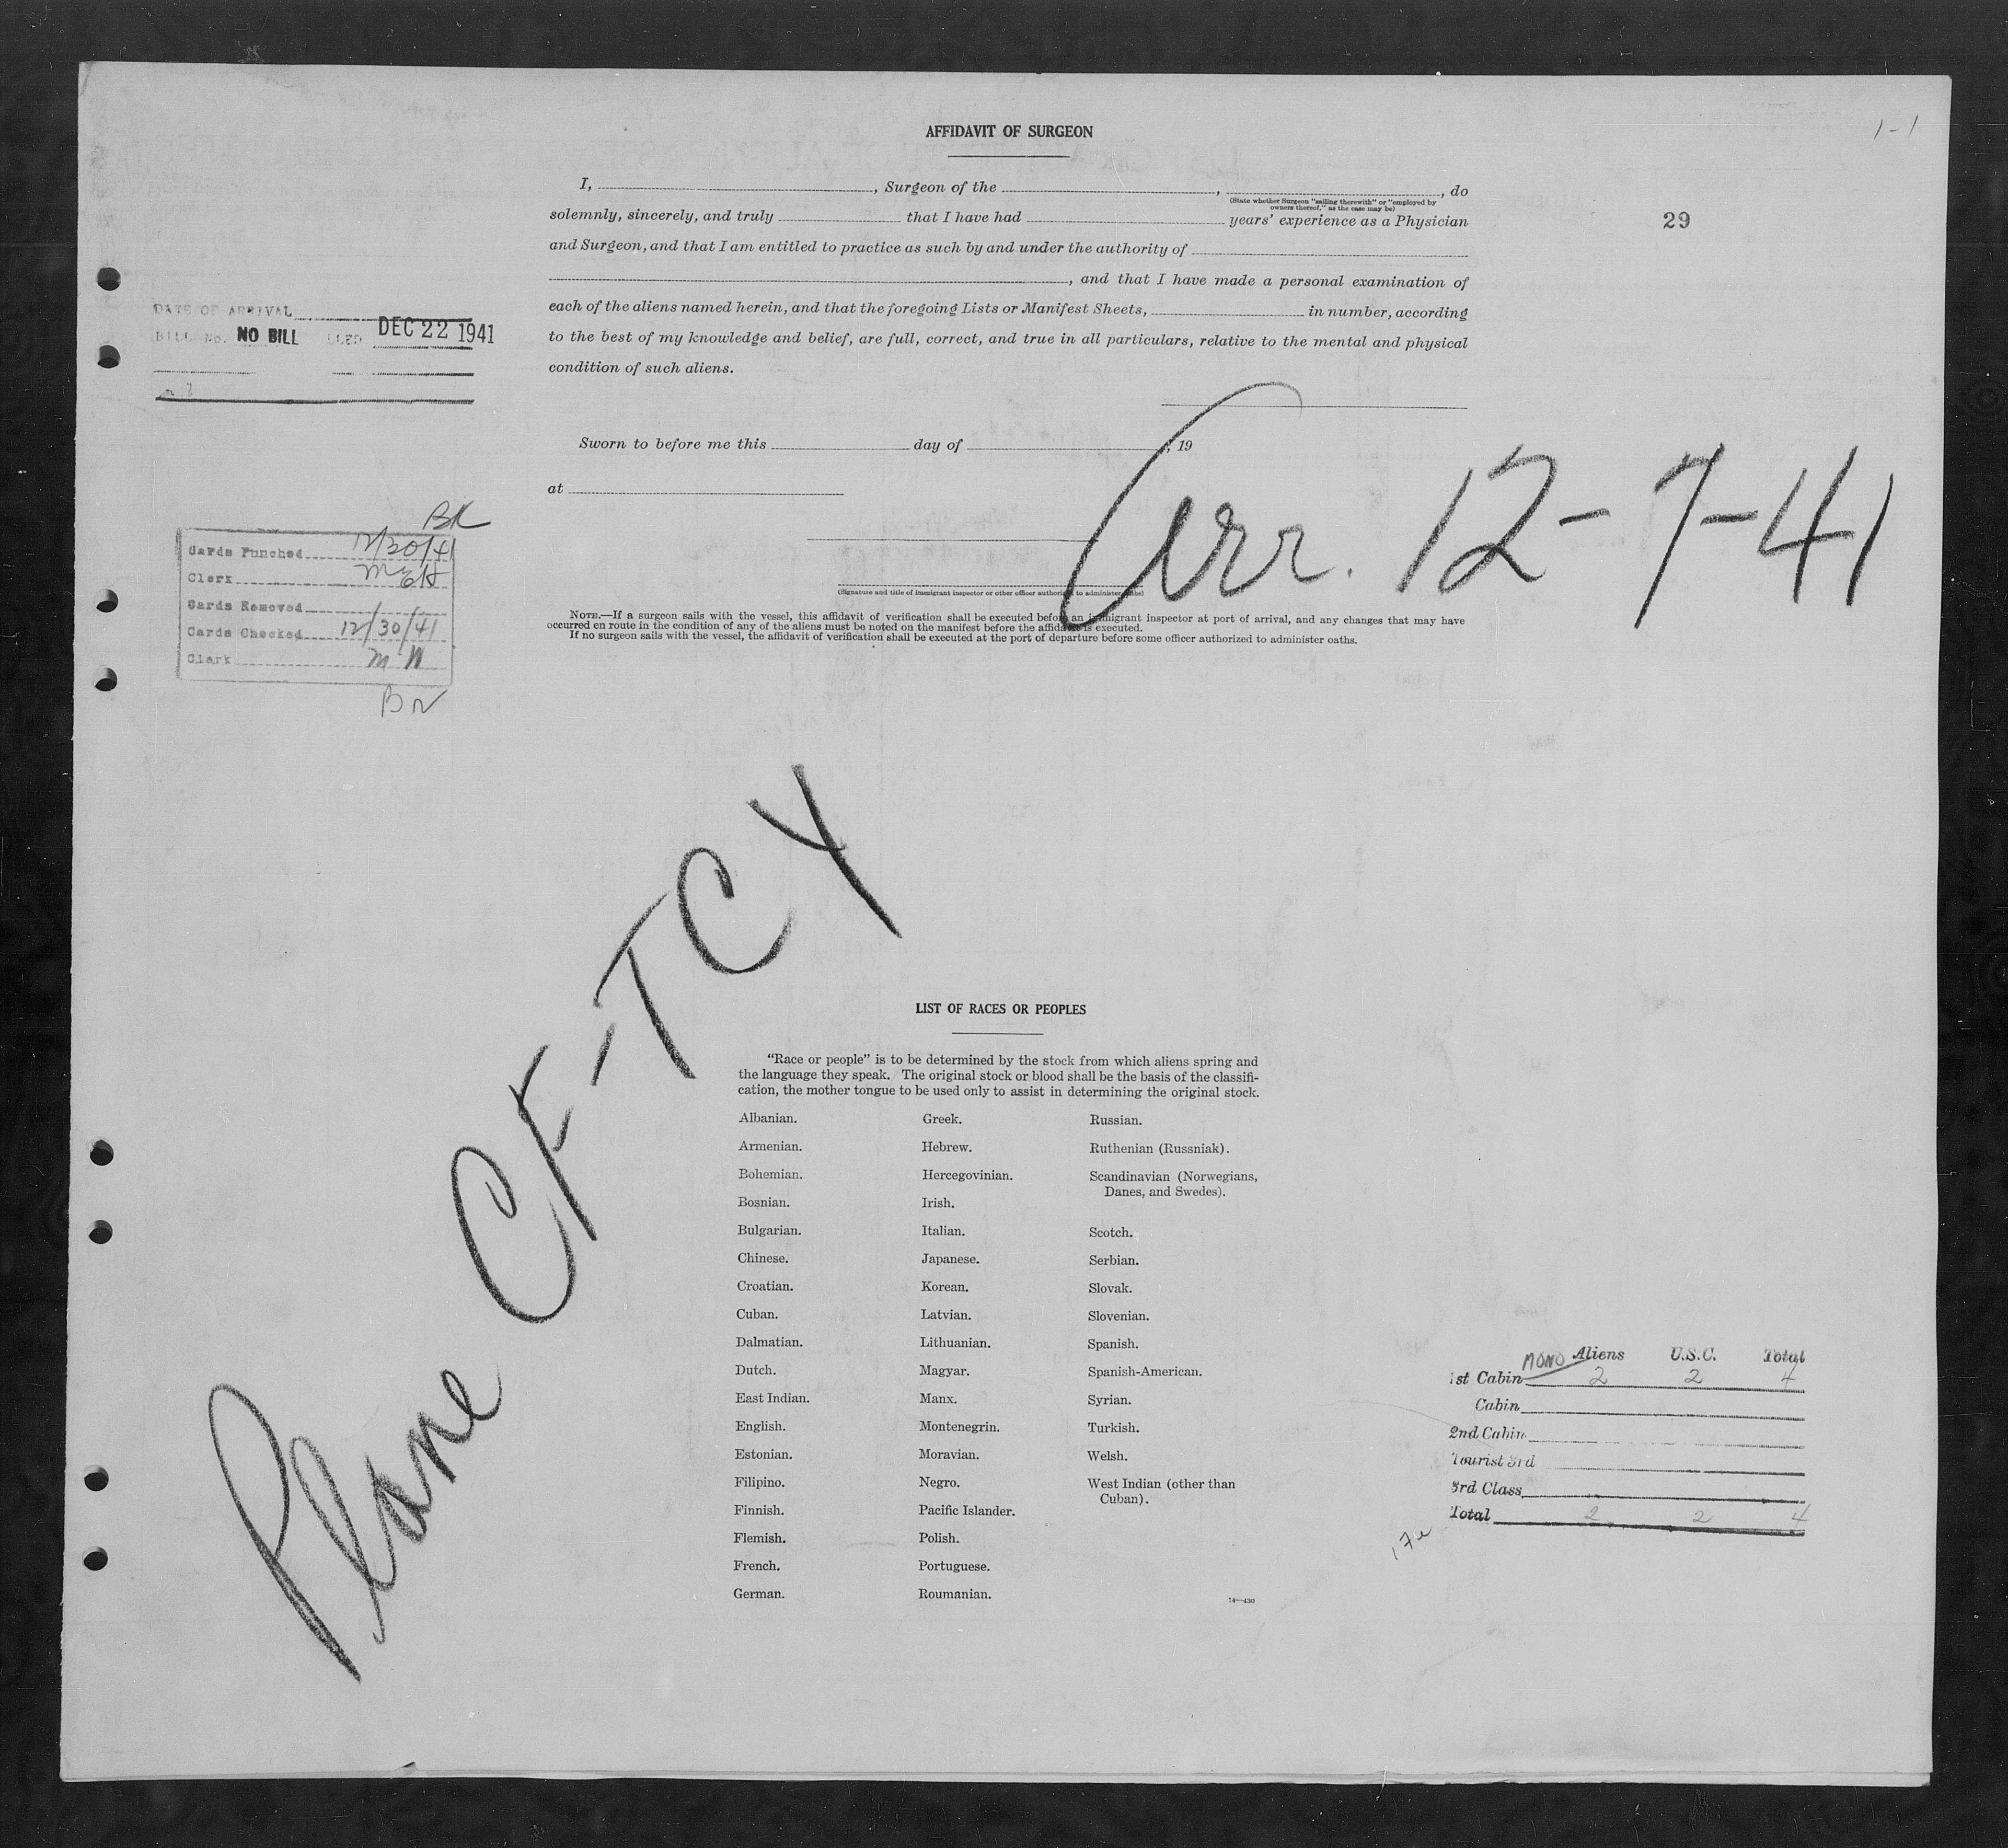 AFFIDAVIT OF SURGEON
1-1
I, , Surgeon of the , , do
(State whether Surgeon "sailing therewith" or "employed by
owners thereof," as the case may be)
solemnly, sincerely, and truly that I have had years' experience as a Physician
29
and Surgeon, and that I am entitled to practice as such by and under the authority of
, and that I have made a personal examination of
each of the aliens named herein, and that the foregoing Lists or Manifest Sheets, in number, according
to the best of my knowledge and belief, are full, correct, and true in all particulars, relative to the mental and physical
condition of such aliens.
DATE OF ARRIVAL
BILL No. NO BILL DEC 22 1941
Sworn to before me this day of , 19
at
Arr. 12-7-41
(Signature and title of immigrant inspector or other officer authorized to administer oaths)
NOTE.—If a surgeon sails with the vessel, this affidavit of verification shall be executed before an immigrant inspector at port of arrival, and any changes that may have
occurred en route in the condition of any of the aliens must be noted on the manifest before the affidavit is executed.
If no surgeon sails with the vessel, the affidavit of verification shall be executed at the port of departure before some officer authorized to administer oaths.
BK
Cards Punched 12/30/41
Clerk
Cards Removed
Cards Checked 12/30/41
Clerk M W
Plane CF-TCY
LIST OF RACES OR PEOPLES
"Race or people" is to be determined by the stock from which aliens spring and
the language they speak. The original stock or blood shall be the basis of the classifi-
cation, the mother tongue to be used only to assist in determining the original stock.
Albanian.
Armenian.
Bohemian.
Bosnian.
Bulgarian.
Chinese.
Croatian.
Cuban.
Dalmatian.
Dutch.
East Indian.
English.
Estonian.
Filipino.
Finnish.
Flemish.
French.
German.
Greek.
Hebrew.
Hercegovinian.
Irish.
Italian.
Japanese.
Korean.
Latvian.
Lithuanian.
Magyar.
Manx.
Montenegrin.
Moravian.
Negro.
Pacific Islander.
Polish.
Portuguese.
Roumanian.
Russian.
Ruthenian (Russniak).
Scandinavian (Norwegians,
Danes, and Swedes).
Scotch.
Serbian.
Slovak.
Slovenian.
Spanish.
Spanish-American.
Syrian.
Turkish.
Welsh.
West Indian (other than
Cuban).
14—430
MONO Aliens U.S.C. Total
1st Cabin 2 2 4
Cabin
2nd Cabin
Tourist 3rd
3rd Class
Total 2 2 4